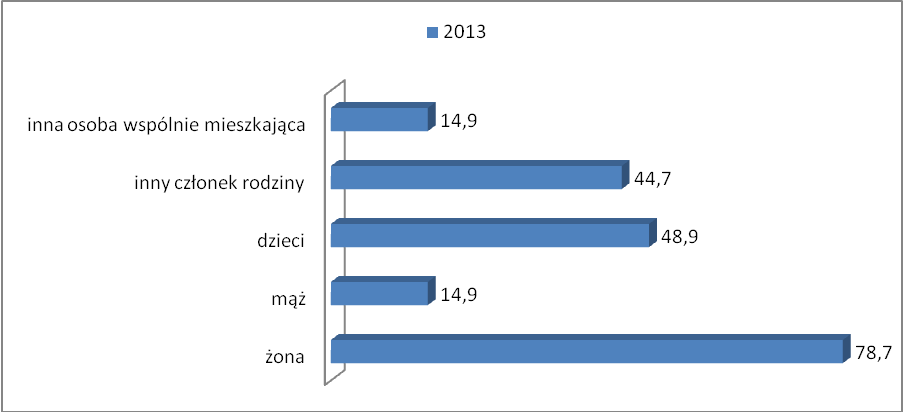 2013
inna osoba wspólnie mieszkająca 14,9
inny członek rodziny 44,7
dzieci 48,9
mąż 14,9
żona 78,7